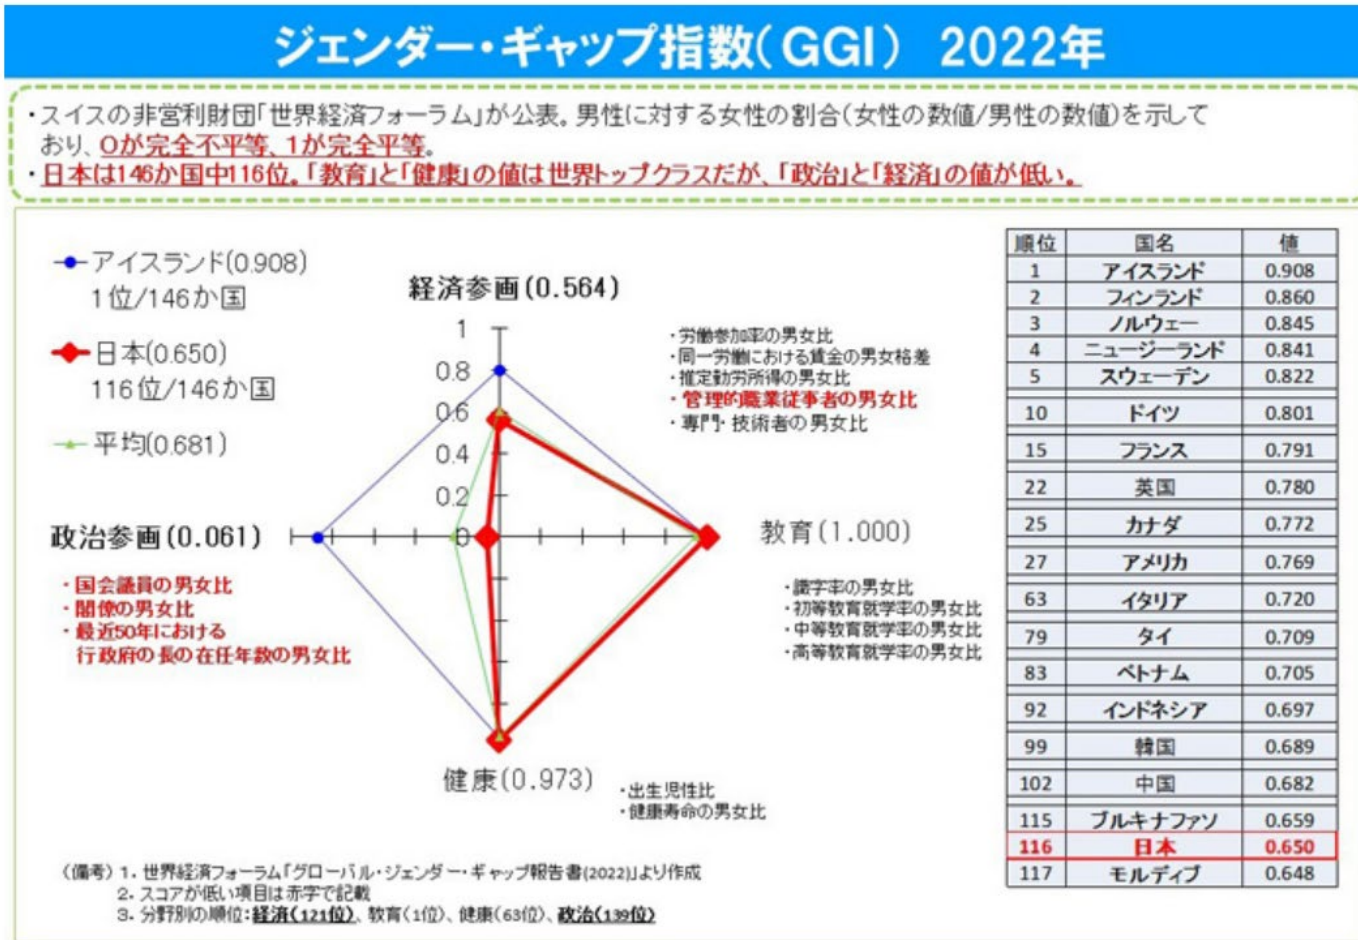 ジェンダー・ギャップ指数(GGI) 2022年
・スイスの非営利財団「世界経済フォーラム」が公表。男性に対する女性の割合(女性の数値/男性の数値)を示して
おり、0が完全不平等、1が完全平等。
・日本は146か国中116位。「教育」と「健康」の値は世界トップクラスだが、「政治」と「経済」の値が低い。
アイスランド(0.908)
1位/146か国
日本(0.650)
116位/146か国
平均(0.681)
経済参画(0.564)
・労働参加率の男女比
・同一労働における賃金の男女格差
・推定勤労所得の男女比
・管理的職業従事者の男女比
・専門・技術者の男女比
1
0.8
0.6
0.4
0.2
0
政治参画(0.061)
・国会議員の男女比
・閣僚の男女比
・最近50年における
行政府の長の在任年数の男女比
教育(1.000)
・識字率の男女比
・初等教育就学率の男女比
・中等教育就学率の男女比
・高等教育就学率の男女比
健康(0.973)
・出生児性比
・健康寿命の男女比
(備考) 1. 世界経済フォーラム「グローバル・ジェンダー・ギャップ報告書(2022)」より作成
2. スコアが低い項目は赤字で記載
3. 分野別の順位:経済(121位)、教育(1位)、健康(63位)、政治(139位)
順位 国名 値
1 アイスランド 0.908
2 フィンランド 0.860
3 ノルウェー 0.845
4 ニュージーランド 0.841
5 スウェーデン 0.822
10 ドイツ 0.801
15 フランス 0.791
22 英国 0.780
25 カナダ 0.772
27 アメリカ 0.769
63 イタリア 0.720
79 タイ 0.709
83 ベトナム 0.705
92 インドネシア 0.697
99 韓国 0.689
102 中国 0.682
115 ブルキナファソ 0.659
116 日本 0.650
117 モルディブ 0.648